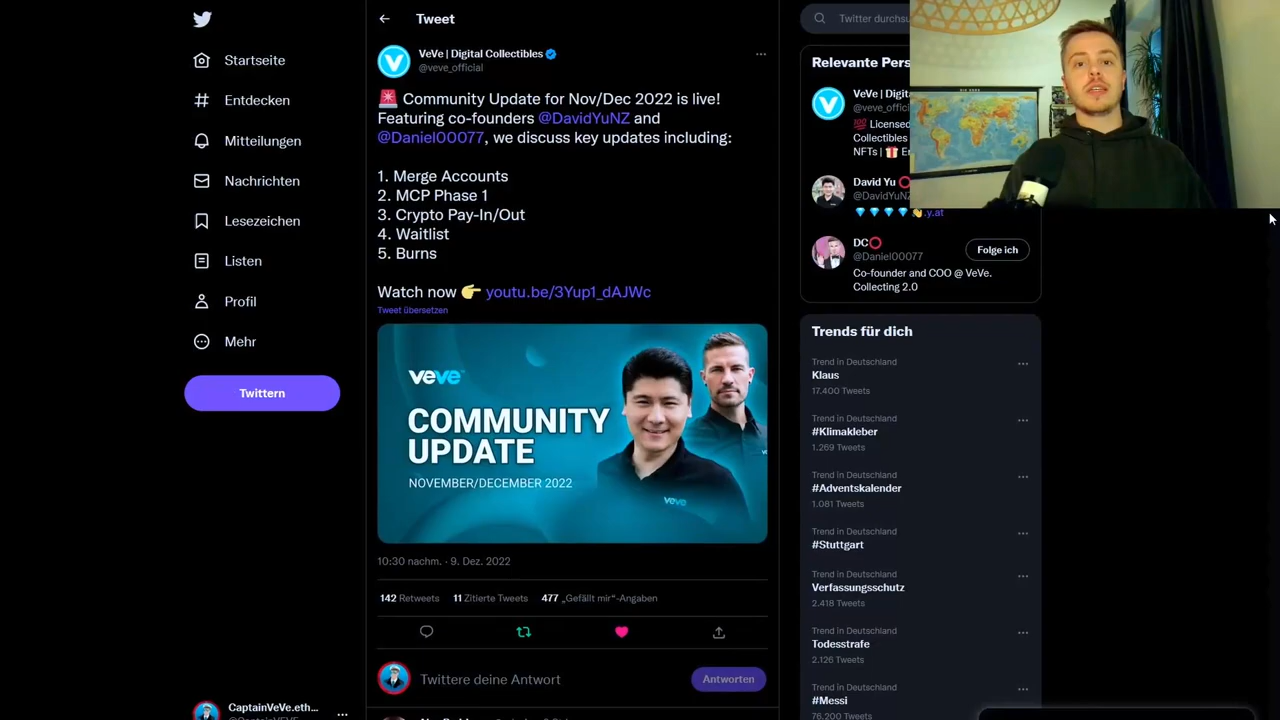 Startseite
Entdecken
Mitteilungen
Nachrichten
Lesezeichen
Listen
Profil
Mehr
Twittern
CaptainVeVe.eth...
Tweet
VeVe | Digital Collectibles
@veve_official
🚨 Community Update for Nov/Dec 2022 is live!
Featuring co-founders @DavidYuNZ and
@Daniel00077, we discuss key updates including:
1. Merge Accounts
2. MCP Phase 1
3. Crypto Pay-In/Out
4. Waitlist
5. Burns
Watch now 👉 youtu.be/3Yup1_dAJWc
Tweet übersetzen
veve
COMMUNITY
UPDATE
NOVEMBER/DECEMBER 2022
veve
10:30 nachm. · 9. Dez. 2022
142 Retweets 11 Zitierte Tweets 477 „Gefällt mir“-Angaben
Twittere deine Antwort
Antworten
Twitter durchsu
Relevante Pers
VeVe | Digital
@veve_offici
💯 Licensed
Collectibles
NFTs | 🎁 E
David Yu ⭕
@DavidYuNZ
💎 💎 💎 💎 👋.y.at
DC⭕
@Daniel00077
Folge ich
Co-founder and COO @ VeVe.
Collecting 2.0
Trends für dich
Trend in Deutschland
Klaus
17.400 Tweets
Trend in Deutschland
#Klimakleber
1.269 Tweets
Trend in Deutschland
#Adventskalender
1.081 Tweets
Trend in Deutschland
#Stuttgart
Trend in Deutschland
Verfassungsschutz
2.418 Tweets
Trend in Deutschland
Todesstrafe
2.126 Tweets
Trend in Deutschland
#Messi
76.200 Tweets